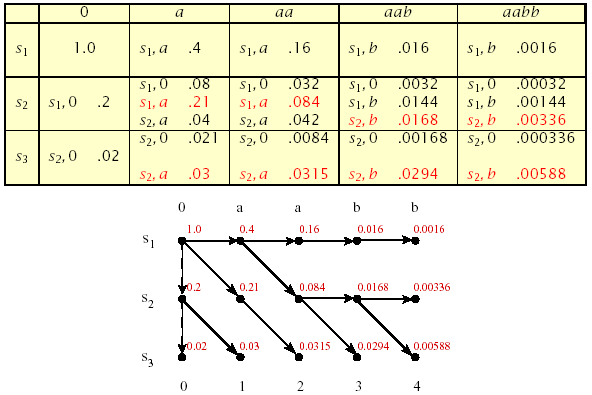 0 a aa aab aabb
s₁ 1.0 s₁, a .4 s₁, a .16 s₁, b .016 s₁, b .0016
s₁, 0 .08 s₁, 0 .032 s₁, 0 .0032 s₁, 0 .00032
s₂ s₁, 0 .2 s₁, a .21 s₁, a .084 s₁, b .0144 s₁, b .00144
s₂, a .04 s₂, a .042 s₂, b .0168 s₂, b .00336
s₂, 0 .021 s₂, 0 .0084 s₂, 0 .00168 s₂, 0 .000336
s₃ s₂, 0 .02
s₂, a .03 s₂, a .0315 s₂, b .0294 s₂, b .00588
0 a a b b
1.0 0.4 0.16 0.016 0.0016
S₁
0.2 0.21 0.084 0.0168 0.00336
S₂
0.02 0.03 0.0315 0.0294 0.00588
S₃
0 1 2 3 4